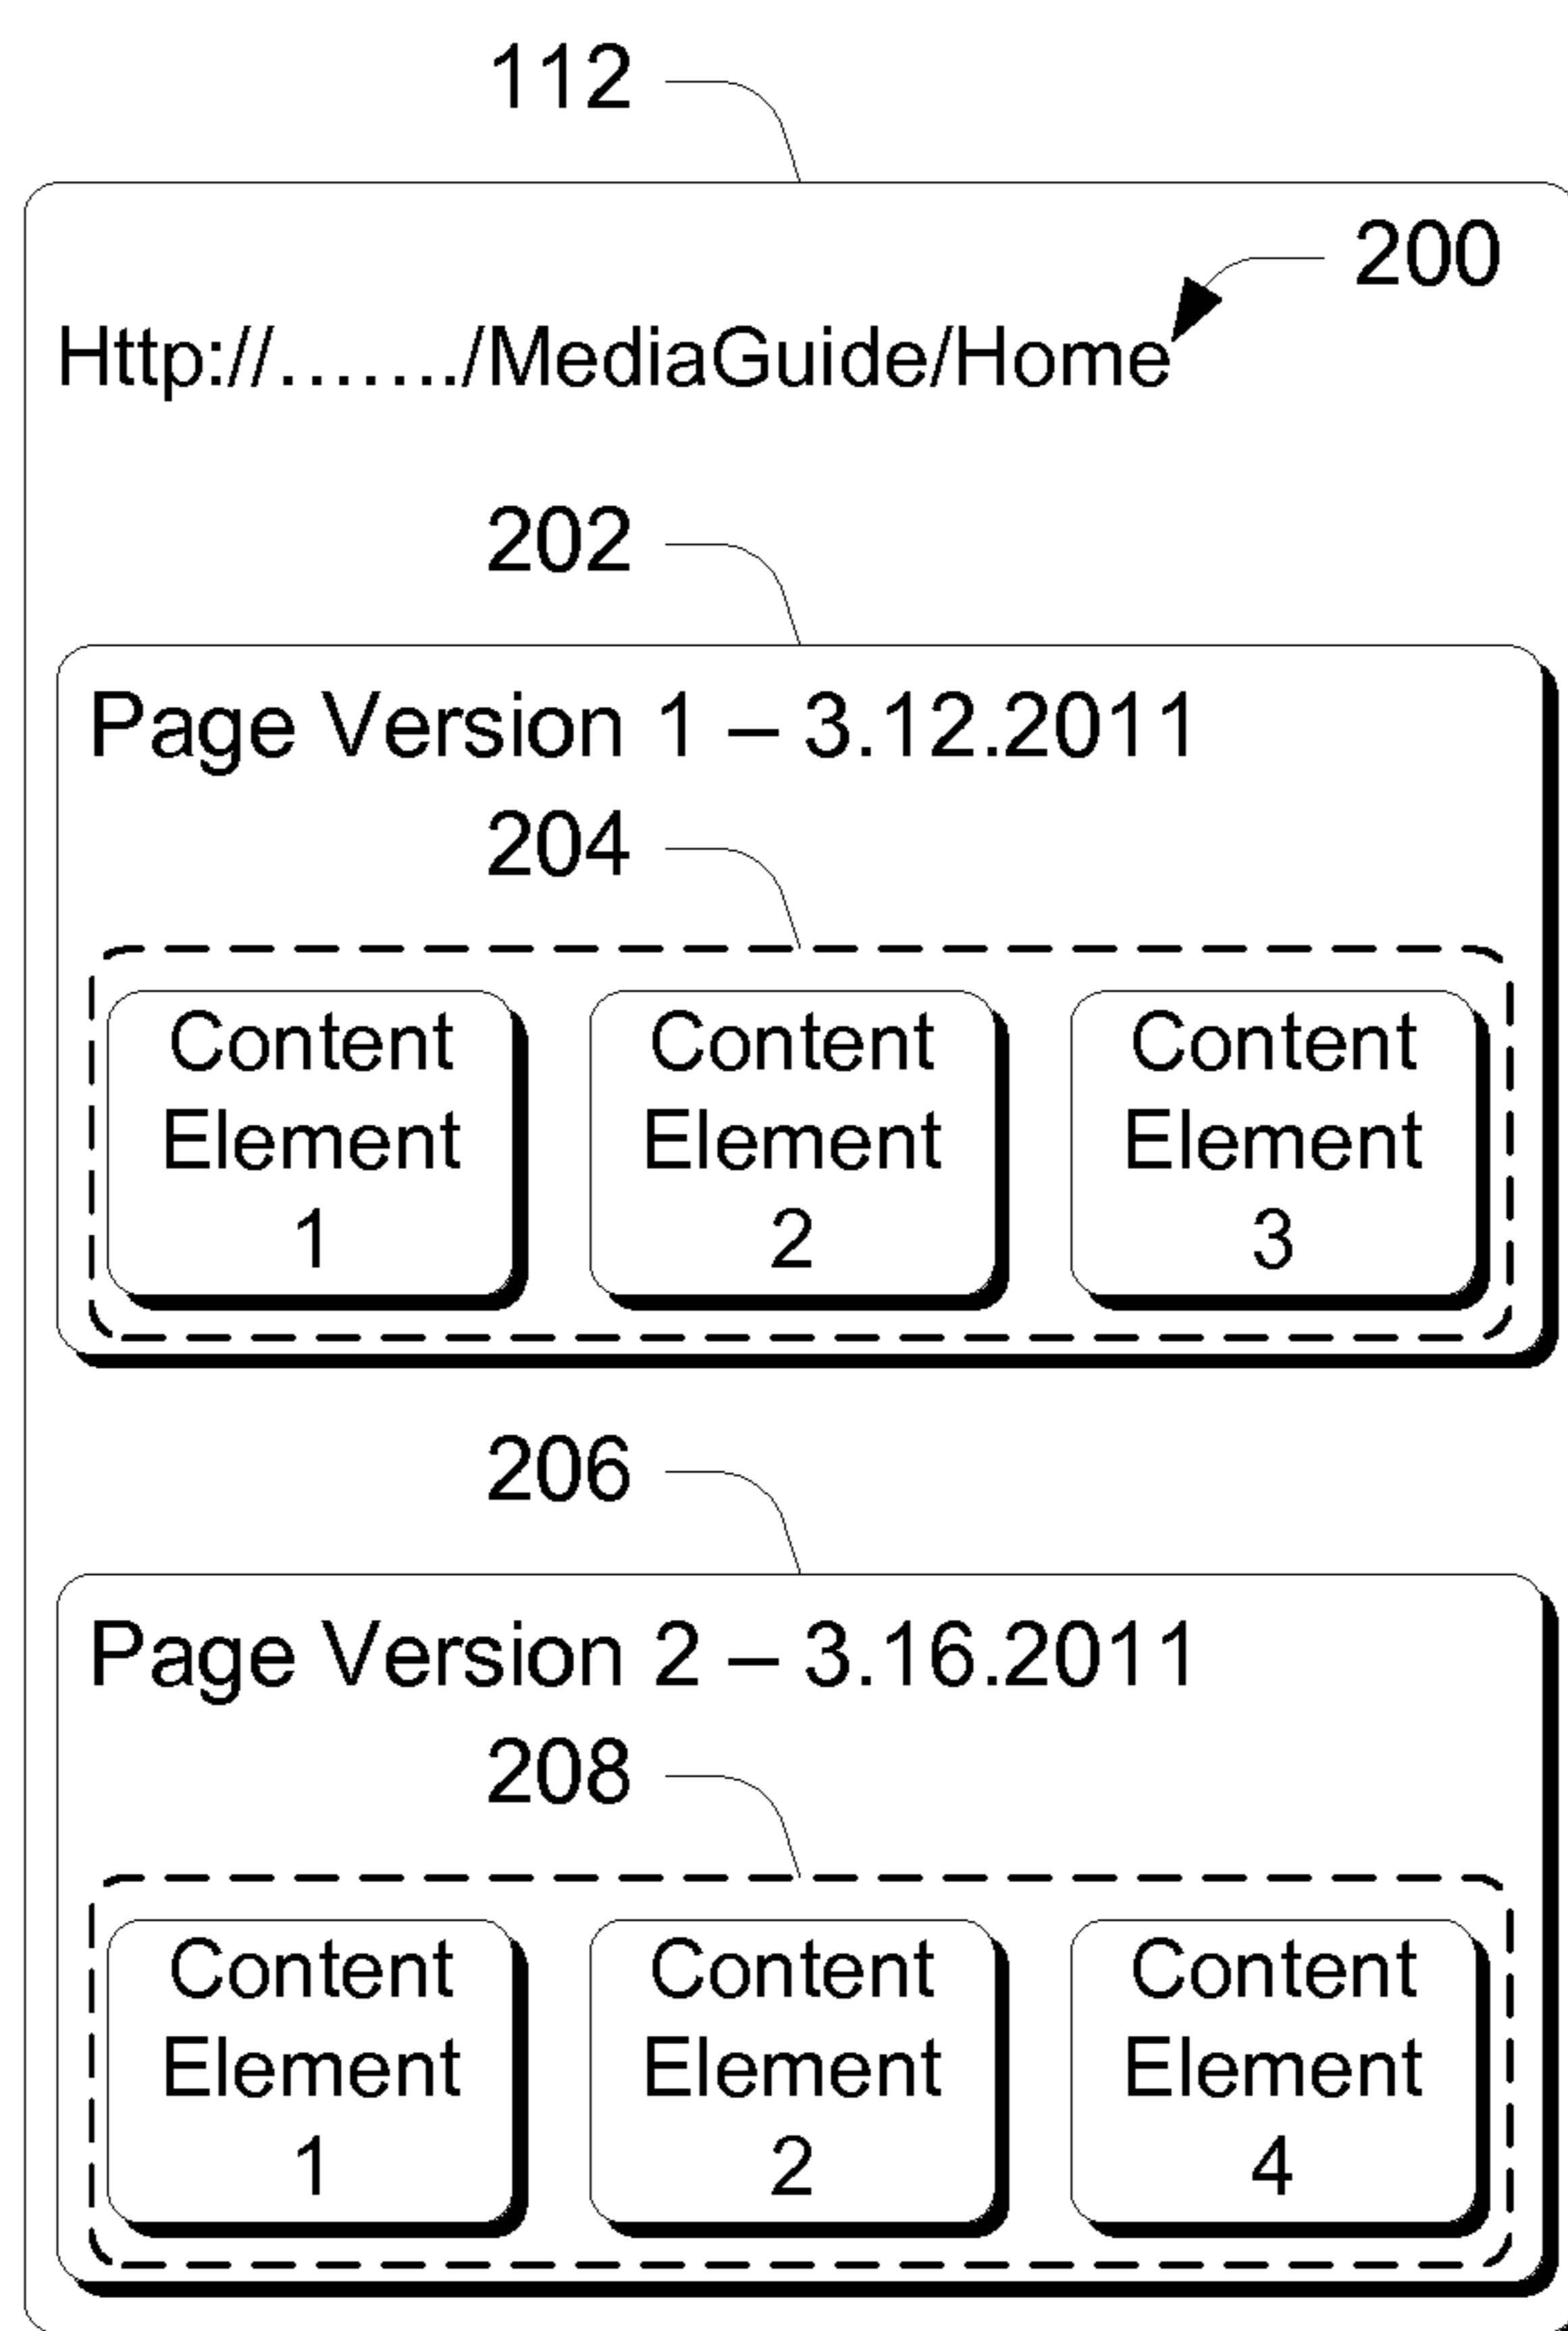 112
200
Http://......./MediaGuide/Home
202
Page Version 1 – 3.12.2011
204
Content Element 1
Content Element 2
Content Element 3
206
Page Version 2 – 3.16.2011
208
Content Element 1
Content Element 2
Content Element 4